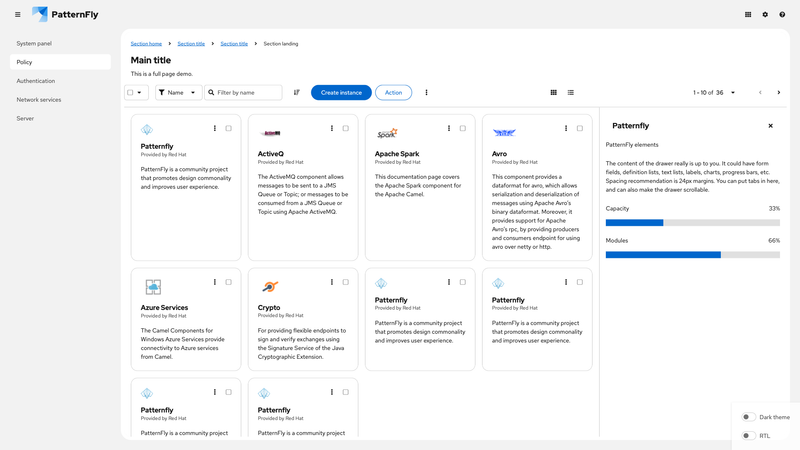 PatternFly
System panel
Policy
Authentication
Network services
Server
Section home
Section title
Section title
Section landing
Main title
This is a full page demo.
Name
Filter by name
Create instance
Action
1 - 10 of 36
Patternfly
Provided by Red Hat
PatternFly is a community project
that promotes design commonality
and improves user experience.
ActiveMQ
ActiveQ
Provided by Red Hat
The ActiveMQ component allows
messages to be sent to a JMS
Queue or Topic; or messages to be
consumed from a JMS Queue or
Topic using Apache ActiveMQ.
Spark
Apache Spark
Provided by Red Hat
This documentation page covers
the Apache Spark component for
the Apache Camel.
Avro
Provided by Red Hat
This component provides a
dataformat for avro, which allows
serialization and deserialization of
messages using Apache Avro's
binary dataformat. Moreover, it
provides support for Apache
Avro's rpc, by providing producers
and consumers endpoint for using
avro over netty or http.
Azure Services
Provided by Red Hat
The Camel Components for
Windows Azure Services provide
connectivity to Azure services
from Camel.
Crypto
Provided by Red Hat
For providing flexible endpoints to
sign and verify exchanges using
the Signature Service of the Java
Cryptographic Extension.
Patternfly
Provided by Red Hat
PatternFly is a community project
that promotes design commonality
and improves user experience.
Patternfly
Provided by Red Hat
PatternFly is a community project
that promotes design commonality
and improves user experience.
Patternfly
Provided by Red Hat
PatternFly is a community project
Patternfly
Provided by Red Hat
PatternFly is a community project
Patternfly
PatternFly elements
The content of the drawer really is up to you. It could have form
fields, definition lists, text lists, labels, charts, progress bars, etc.
Spacing recommendation is 24px margins. You can put tabs in here,
and can also make the drawer scrollable.
Capacity
33%
Modules
66%
Dark theme
RTL